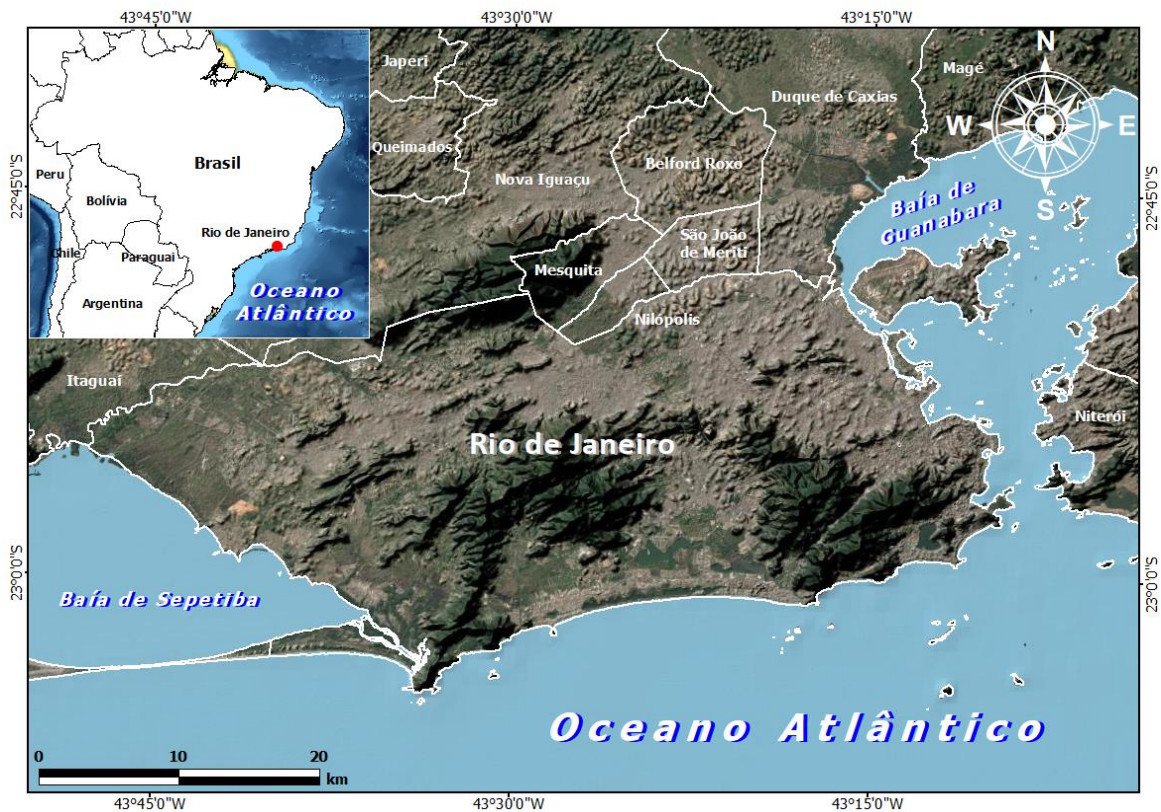 43°45'0"W
43°30'0"W
43°15'0"W
22°45'0"S
23°0'0"S
22°45'0"S
23°0'0"S
Brasil
Peru
Bolívia
Rio de Janeiro
Chile
Paraguai
Argentina
Oceano
Atlântico
Japeri
Queimados
Nova Iguaçu
Duque de Caxias
Magé
Belford Roxo
N
W
E
S
Baía de
Guanabara
São João
de Meriti
Mesquita
Nilópolis
Itaguaí
Niterói
Rio de Janeiro
Baía de Sepetiba
Oceano Atlântico
0
10
20
km
43°45'0"W
43°30'0"W
43°15'0"W